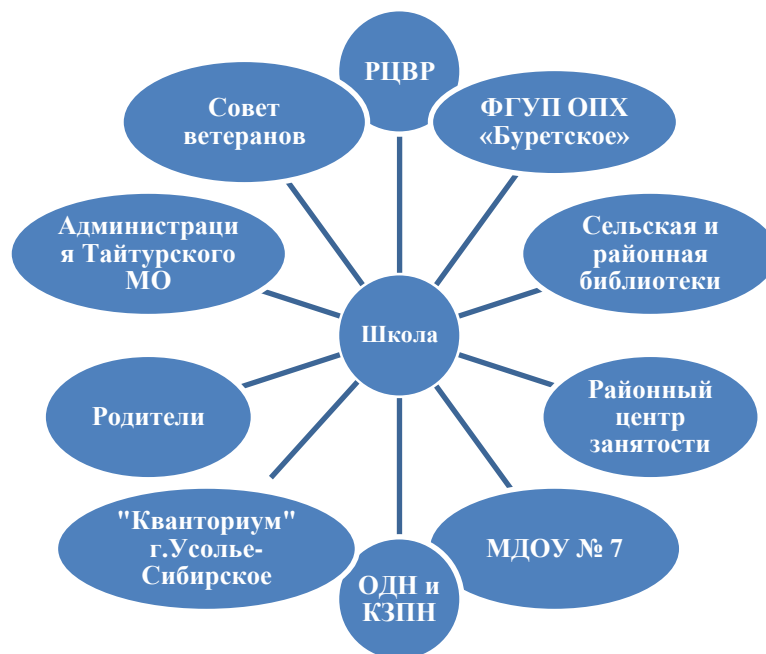 РЦВР
Совет
ветеранов
ФГУП ОПХ
«Буретское»
Администраци
я Тайтурского
МО
Сельская и
районная
библиотеки
Школа
Родители
Районный
центр
занятости
"Кванториум"
г.Усолье-
Сибирское
МДОУ № 7
ОДН и
КЗПН